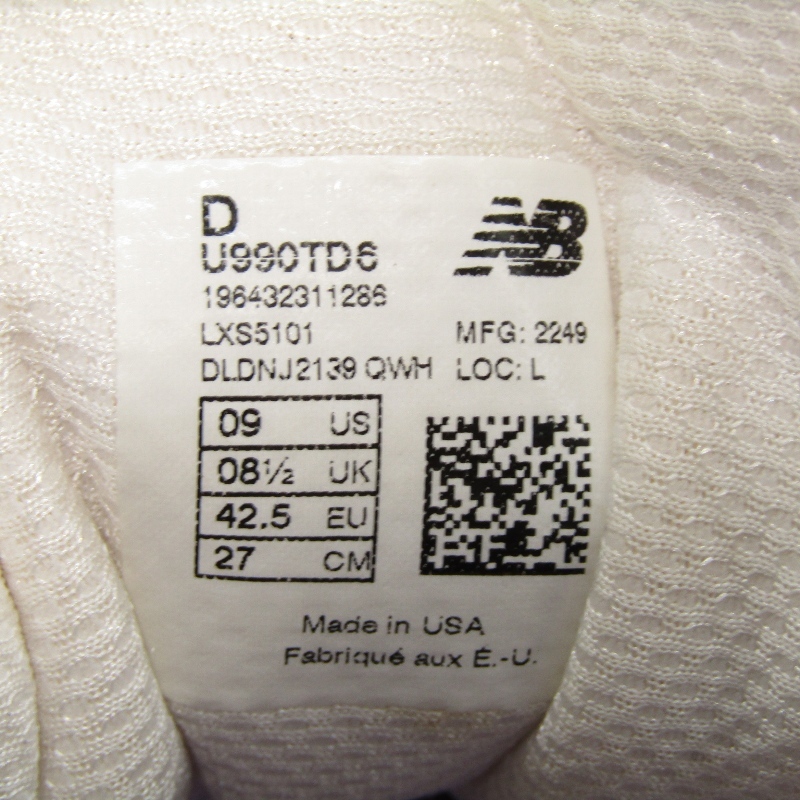 D
U990TD6
NB
196432311286
LXS5101 MFG: 2249
DLDNJ2139 QWH LOC: L
09 US
08½ UK
42.5 EU
27 CM
Made in USA
Fabriqué aux É.-U.